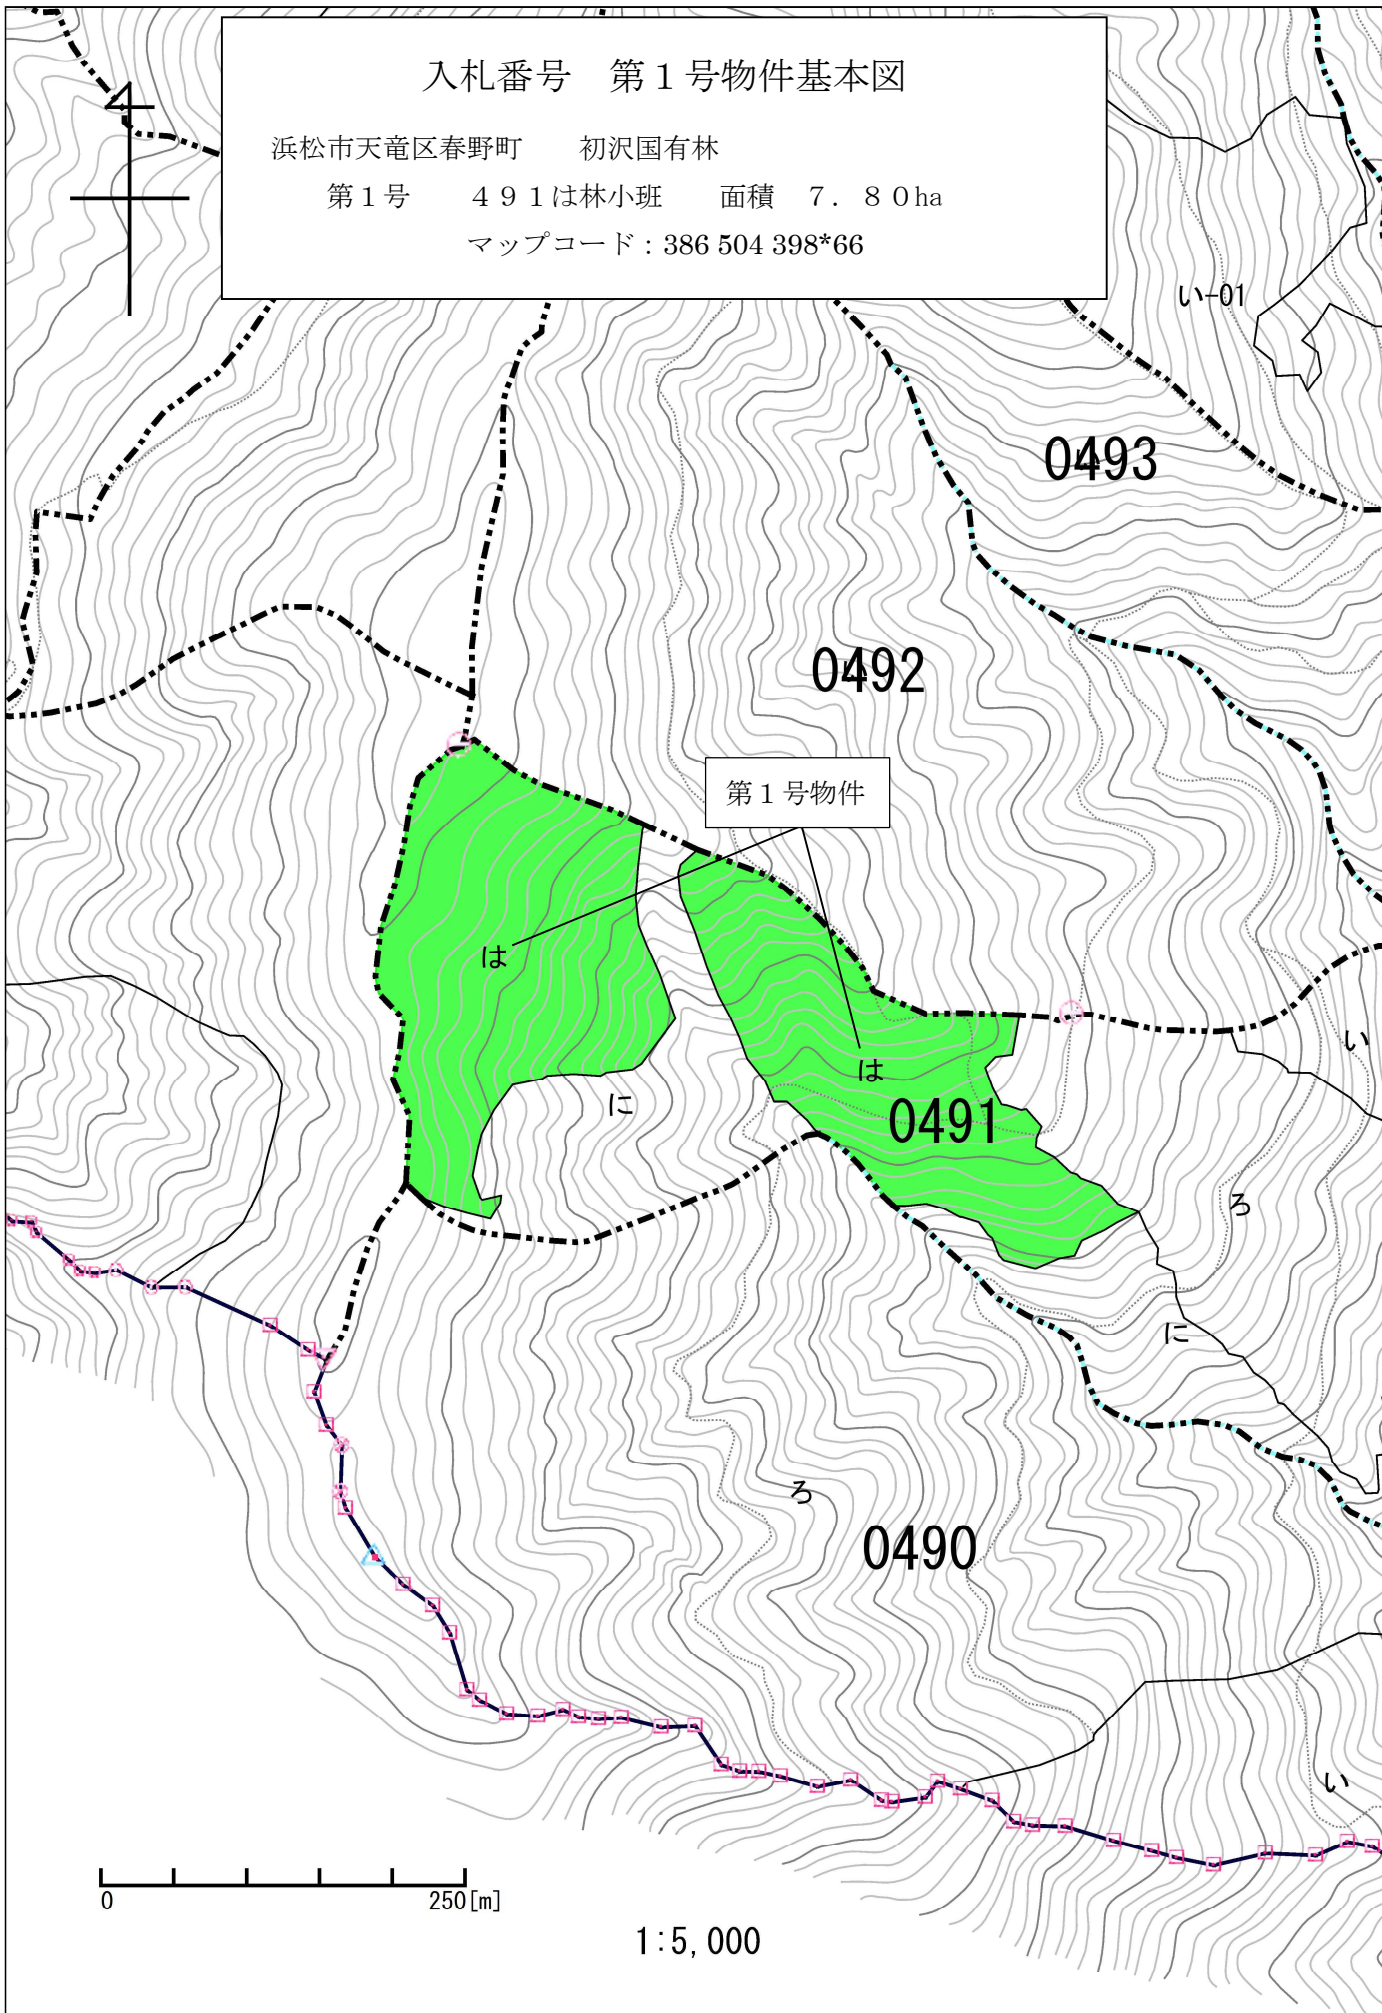 入札番号　第１号物件基本図
浜松市天竜区春野町　　初沢国有林
第１号　　４９１は林小班　　面積　７．８０ha
マップコード：386 504 398*66
い-01
0493
0492
第１号物件
は
は
い
に
0491
ろ
に
ろ
0490
い
0 250[m]
1:5,000